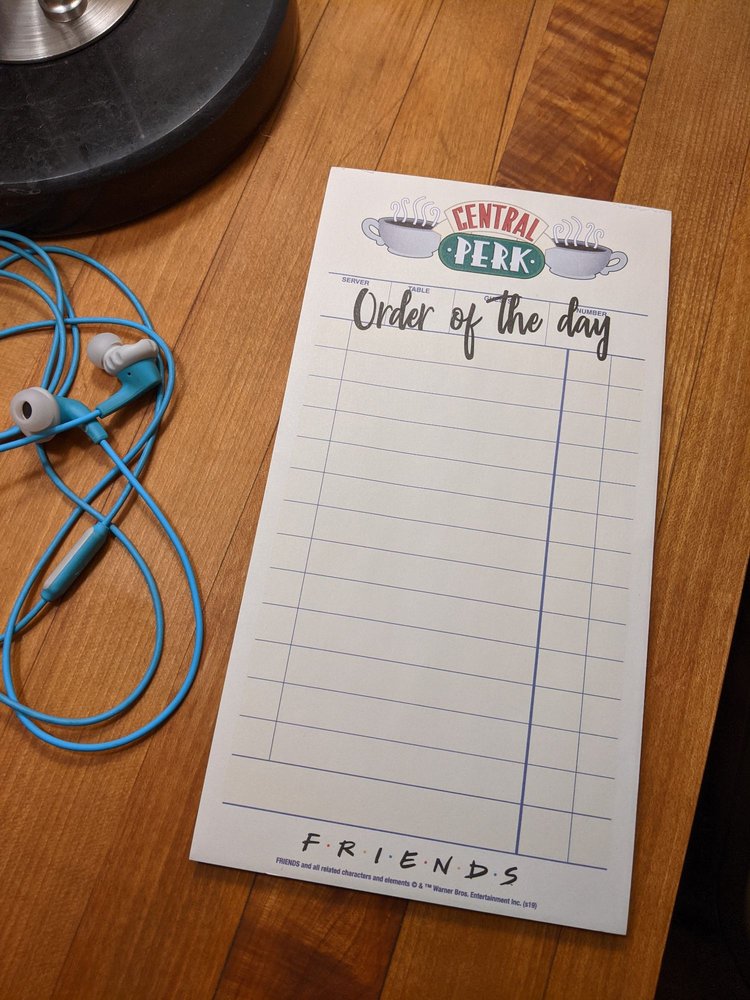 CENTRAL
PERK
SERVER TABLE NUMBER
Order of the day
F·R·I·E·N·D·S
FRIENDS and all related characters and elements © & ™ Warner Bros. Entertainment Inc. (s19)